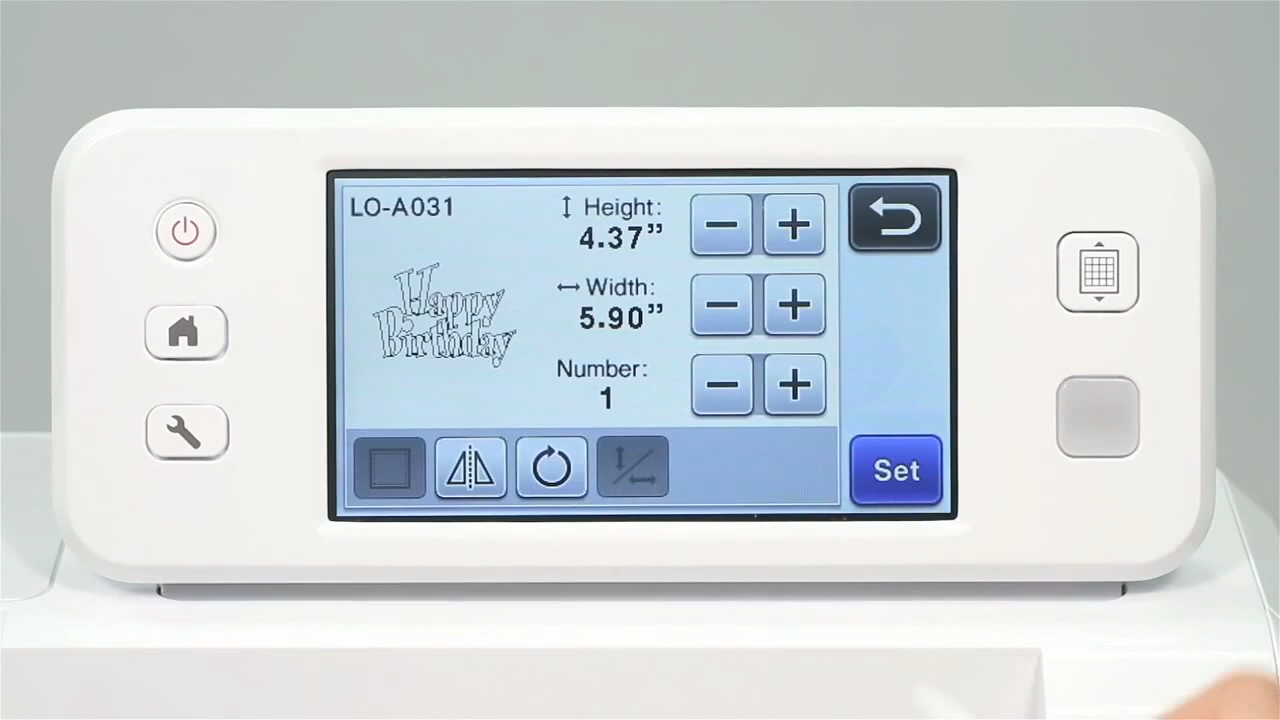 LO-A031
Height:
4.37”
Width:
5.90”
Number:
1
Happy
Birthday
Set